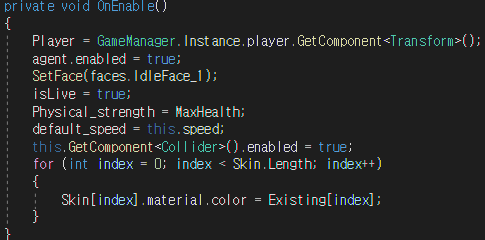 private void OnEnable()
{
Player = GameManager.Instance.player.GetComponent<Transform>();
agent.enabled = true;
SetFace(faces.IdleFace_1);
isLive = true;
Physical_strength = MaxHealth;
default_speed = this.speed;
this.GetComponent<Collider>().enabled = true;
for (int index = 0; index < Skin.Length; index++)
{
Skin[index].material.color = Existing[index];
}
}